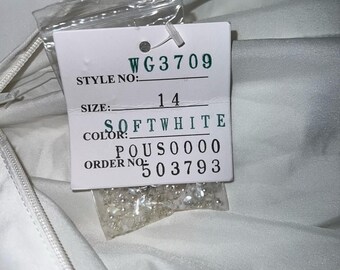 STYLE NO: WG3709
SIZE: 14
COLOR: SOFTWHITE
POUS0000
ORDER NO: 503793